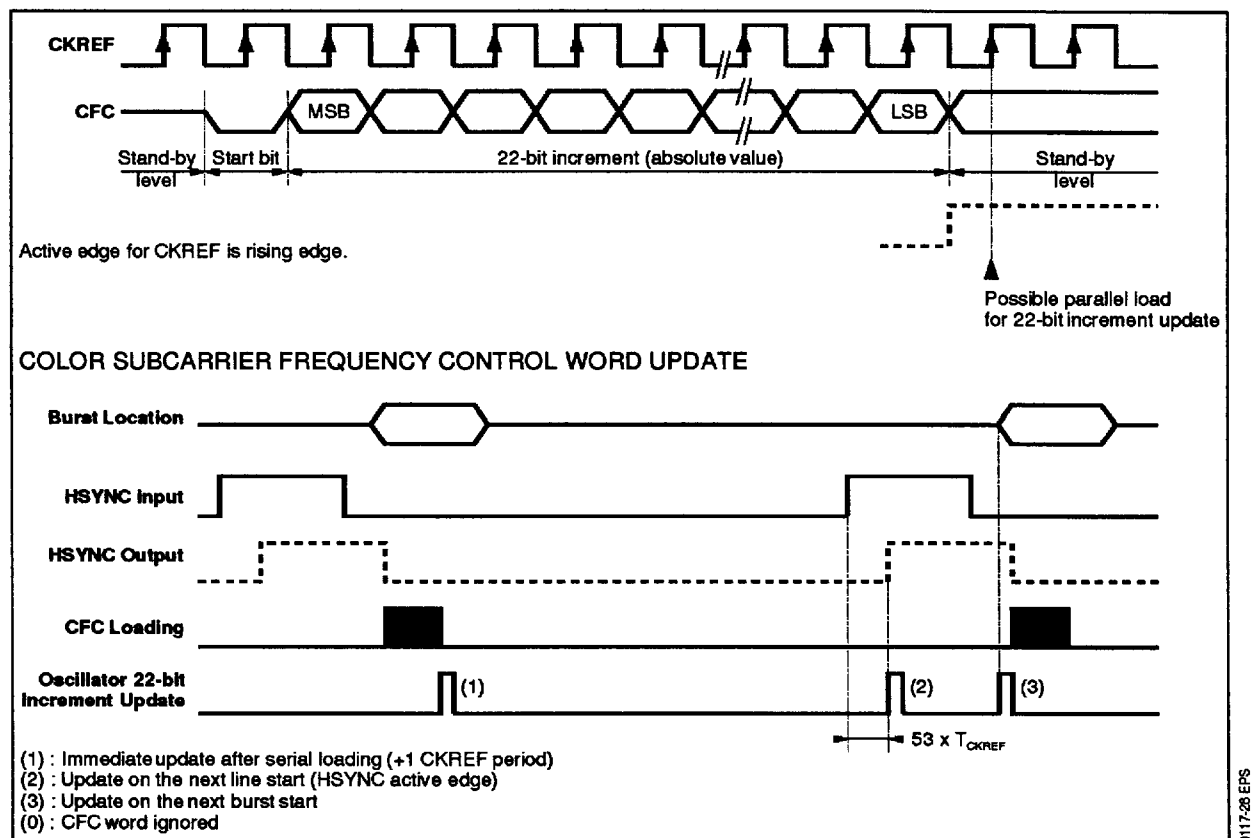 CKREF
CFC
MSB
LSB
Stand-by level
Start bit
22-bit increment (absolute value)
Stand-by level
Active edge for CKREF is rising edge.
Possible parallel load
for 22-bit increment update
COLOR SUBCARRIER FREQUENCY CONTROL WORD UPDATE
Burst Location
HSYNC Input
HSYNC Output
CFC Loading
Oscillator 22-bit
Increment Update
(1)
(2)
(3)
53 x TCKREF
(1) : Immediate update after serial loading (+1 CKREF period)
(2) : Update on the next line start (HSYNC active edge)
(3) : Update on the next burst start
(0) : CFC word ignored
0117-28.EPS